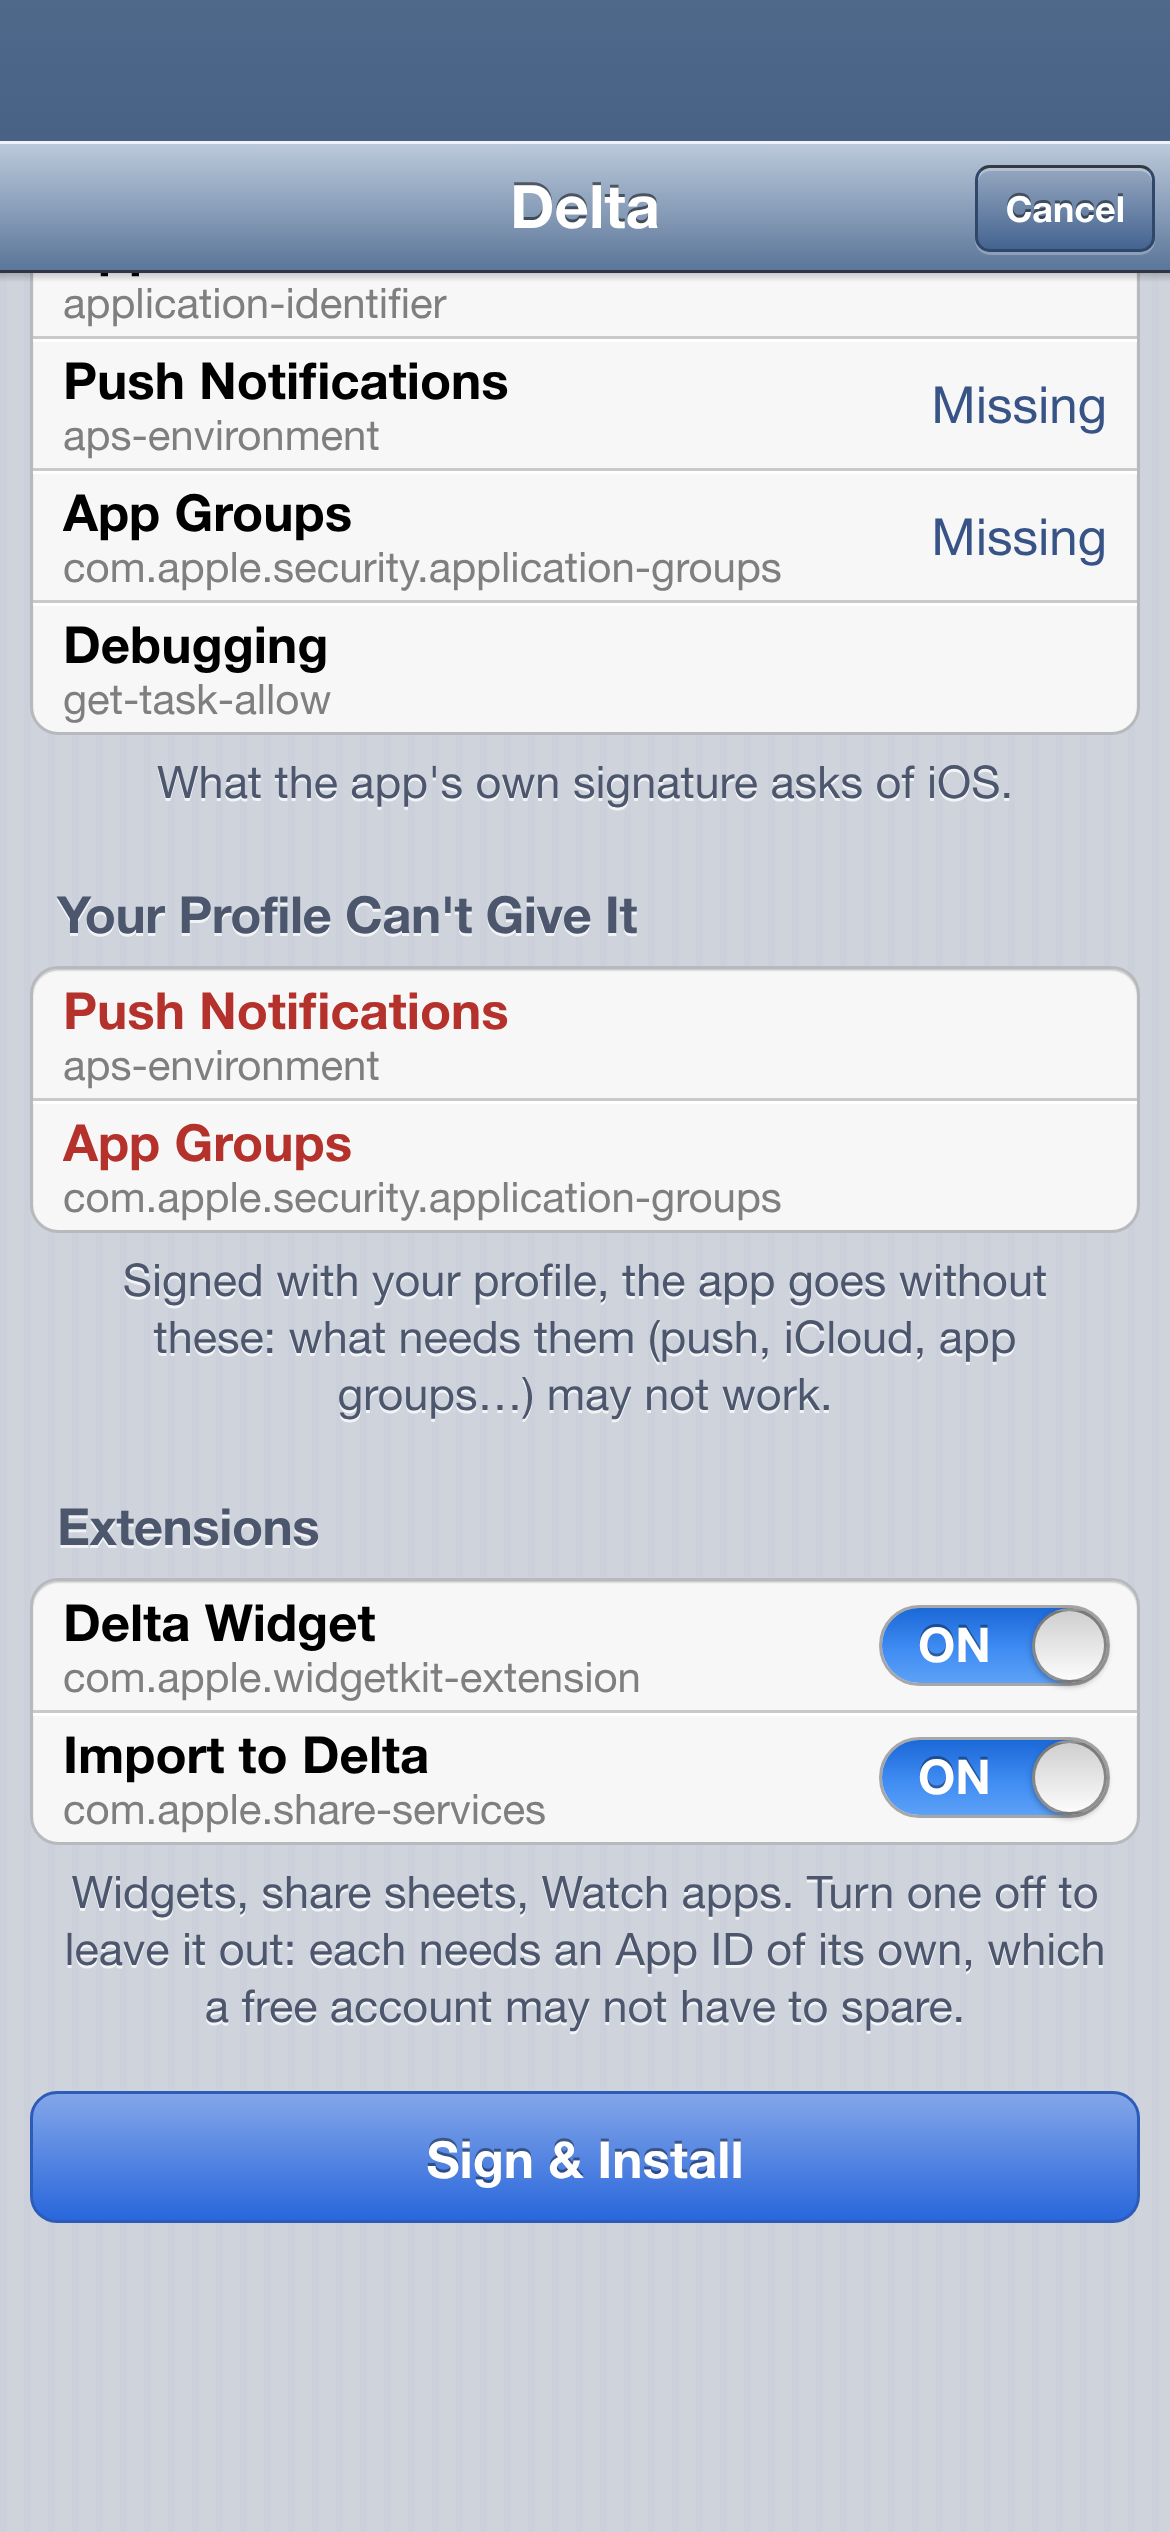 Delta
Cancel
application-identifier
Push Notifications
aps-environment
Missing
App Groups
com.apple.security.application-groups
Missing
Debugging
get-task-allow
What the app's own signature asks of iOS.
Your Profile Can't Give It
Push Notifications
aps-environment
App Groups
com.apple.security.application-groups
Signed with your profile, the app goes without
these: what needs them (push, iCloud, app
groups…) may not work.
Extensions
Delta Widget
com.apple.widgetkit-extension
ON
Import to Delta
com.apple.share-services
ON
Widgets, share sheets, Watch apps. Turn one off to
leave it out: each needs an App ID of its own, which
a free account may not have to spare.
Sign & Install